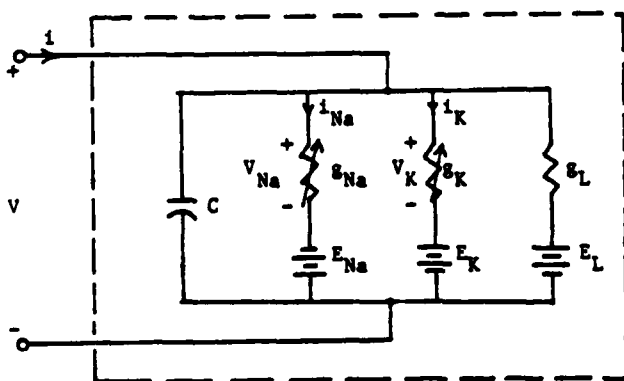 i
+
i_Na
i_K
+
+
V_Na
g_Na
V_K
g_K
g_L
-
-
V
C
E_Na
E_K
E_L
-